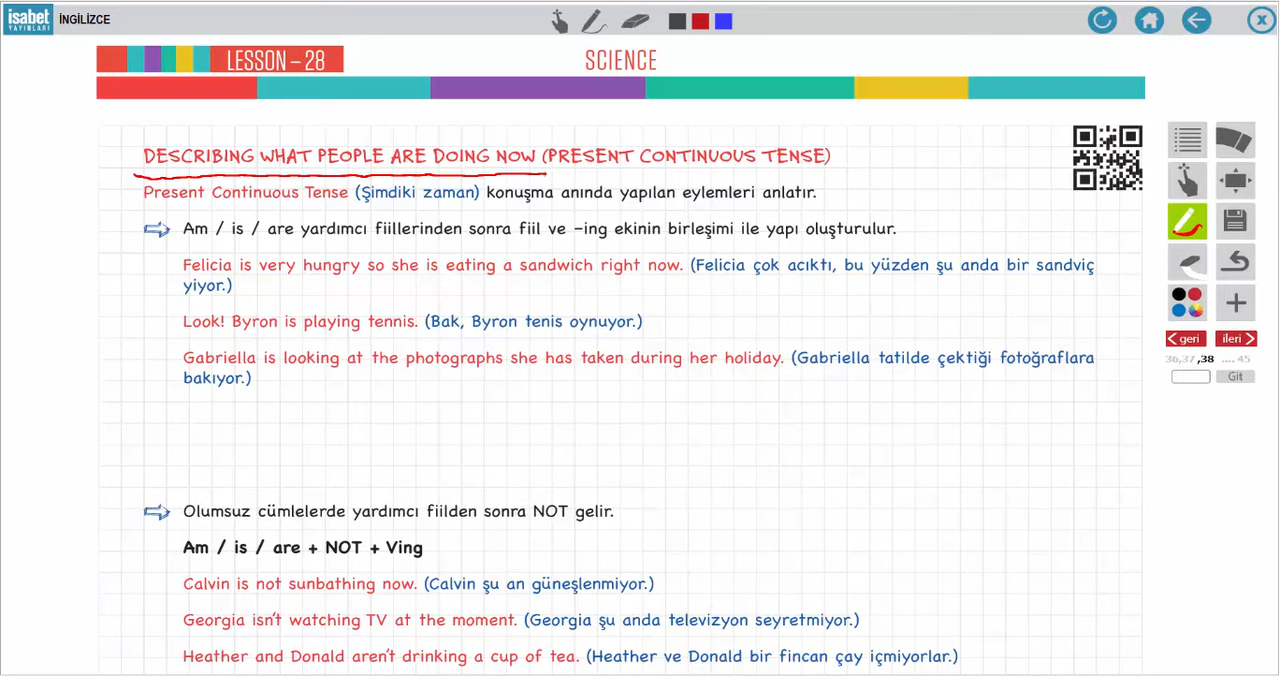 isabet
YAYINLARI
İNGİLİZCE
LESSON – 28
SCIENCE
DESCRIBING WHAT PEOPLE ARE DOING NOW (PRESENT CONTINUOUS TENSE)
Present Continuous Tense (Şimdiki zaman) konuşma anında yapılan eylemleri anlatır.
Am / is / are yardımcı fiillerinden sonra fiil ve –ing ekinin birleşimi ile yapı oluşturulur.
Felicia is very hungry so she is eating a sandwich right now. (Felicia çok acıktı, bu yüzden şu anda bir sandviç
yiyor.)
Look! Byron is playing tennis. (Bak, Byron tenis oynuyor.)
Gabriella is looking at the photographs she has taken during her holiday. (Gabriella tatilde çektiği fotoğraflara
bakıyor.)
Olumsuz cümlelerde yardımcı fiilden sonra NOT gelir.
Am / is / are + NOT + Ving
Calvin is not sunbathing now. (Calvin şu an güneşlenmiyor.)
Georgia isn't watching TV at the moment. (Georgia şu anda televizyon seyretmiyor.)
Heather and Donald aren't drinking a cup of tea. (Heather ve Donald bir fincan çay içmiyorlar.)
geri
ileri
36,37,38 .... 45
Git